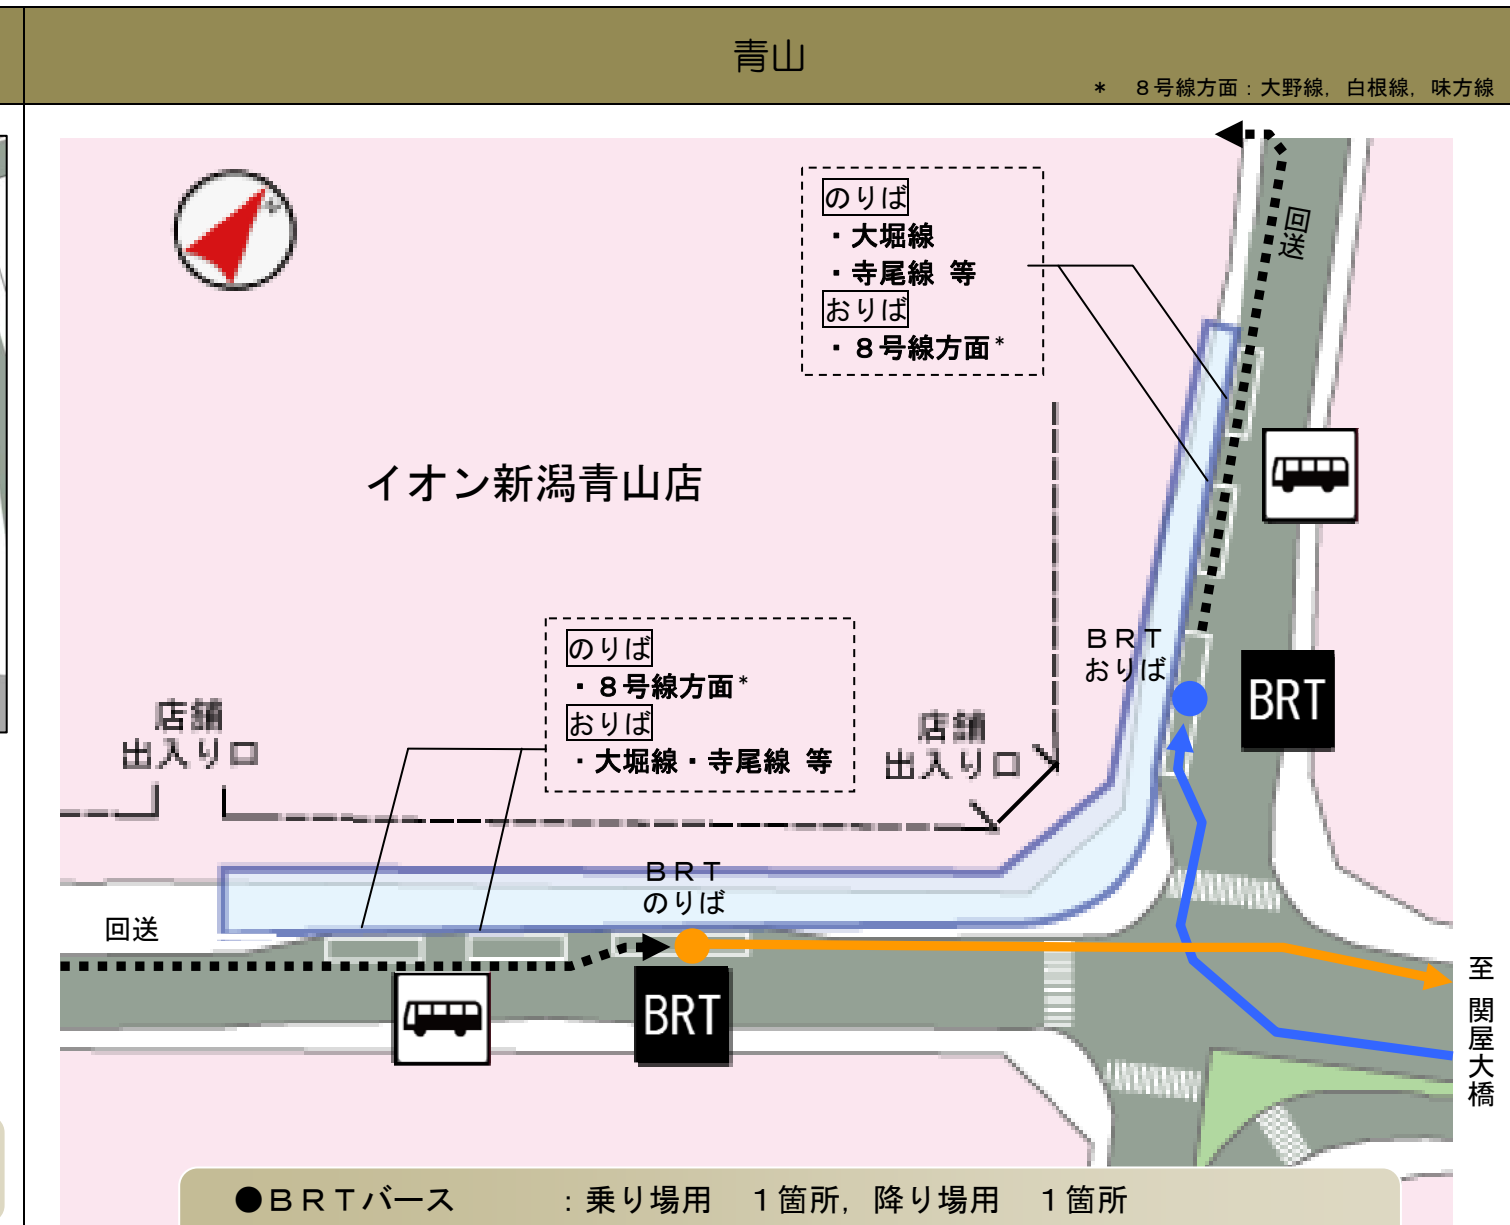 青山
* 8号線方面：大野線, 白根線, 味方線
のりば
・大堀線
・寺尾線 等
おりば
・8号線方面*
回送
イオン新潟青山店
BRT
おりば
BRT
のりば
・8号線方面*
おりば
・大堀線・寺尾線 等
店舗
出入り口
店舗
出入り口
BRT
のりば
回送
BRT
至 関屋大橋
●BRTバース ：乗り場用 1箇所, 降り場用 1箇所